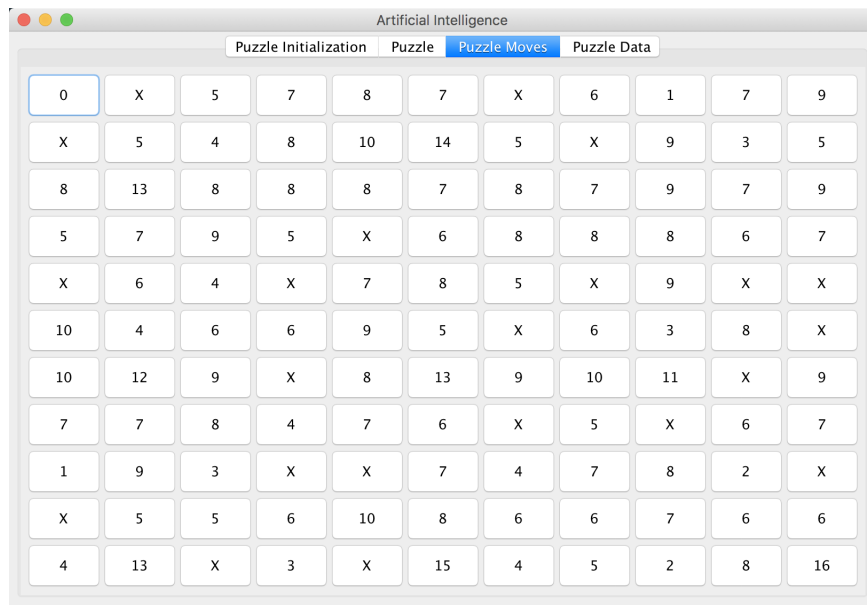 Artificial Intelligence
Puzzle Initialization Puzzle Puzzle Moves Puzzle Data
0 X 5 7 8 7 X 6 1 7 9
X 5 4 8 10 14 5 X 9 3 5
8 13 8 8 8 7 8 7 9 7 9
5 7 9 5 X 6 8 8 8 6 7
X 6 4 X 7 8 5 X 9 X X
10 4 6 6 9 5 X 6 3 8 X
10 12 9 X 8 13 9 10 11 X 9
7 7 8 4 7 6 X 5 X 6 7
1 9 3 X X 7 4 7 8 2 X
X 5 5 6 10 8 6 6 7 6 6
4 13 X 3 X 15 4 5 2 8 16